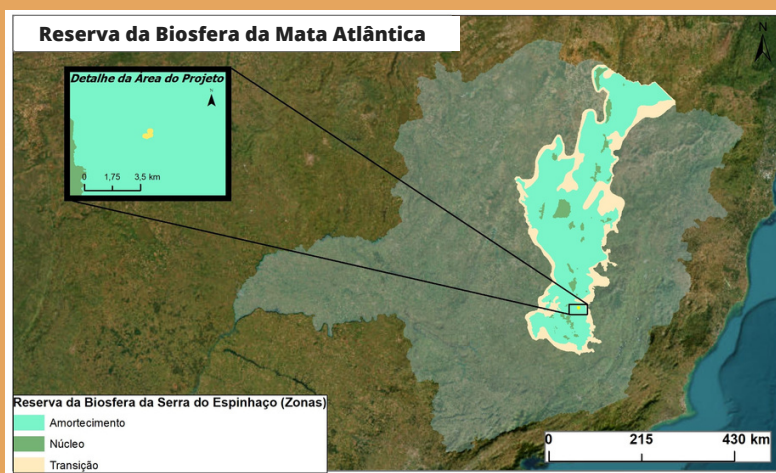 Reserva da Biosfera da Mata Atlântica
N
Detalhe da Área do Projeto
N
0 1,75 3,5 km
Reserva da Biosfera da Serra do Espinhaço (Zonas)
Amortecimento
Núcleo
Transição
0 215 430 km